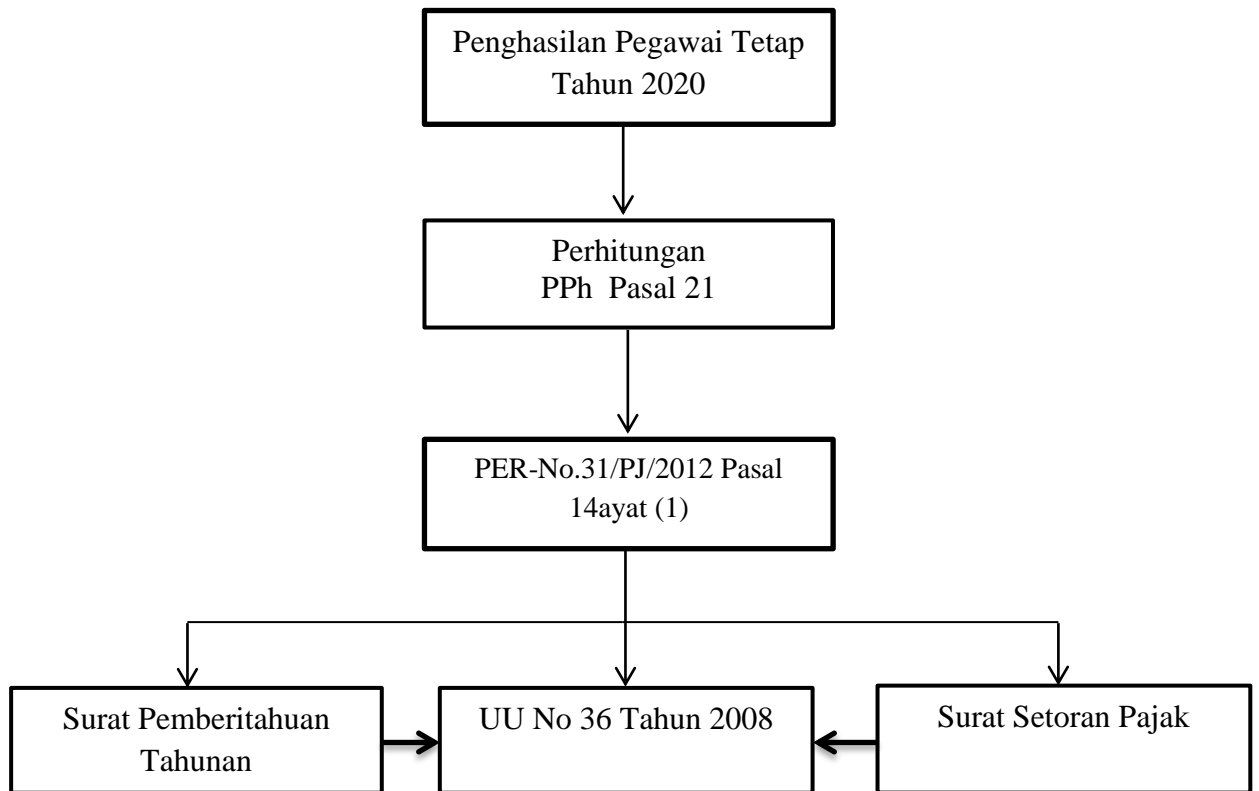 Penghasilan Pegawai Tetap
Tahun 2020
Perhitungan
PPh  Pasal 21
PER-No.31/PJ/2012 Pasal
14ayat (1)
Surat Pemberitahuan
Tahunan
UU No 36 Tahun 2008
Surat Setoran Pajak